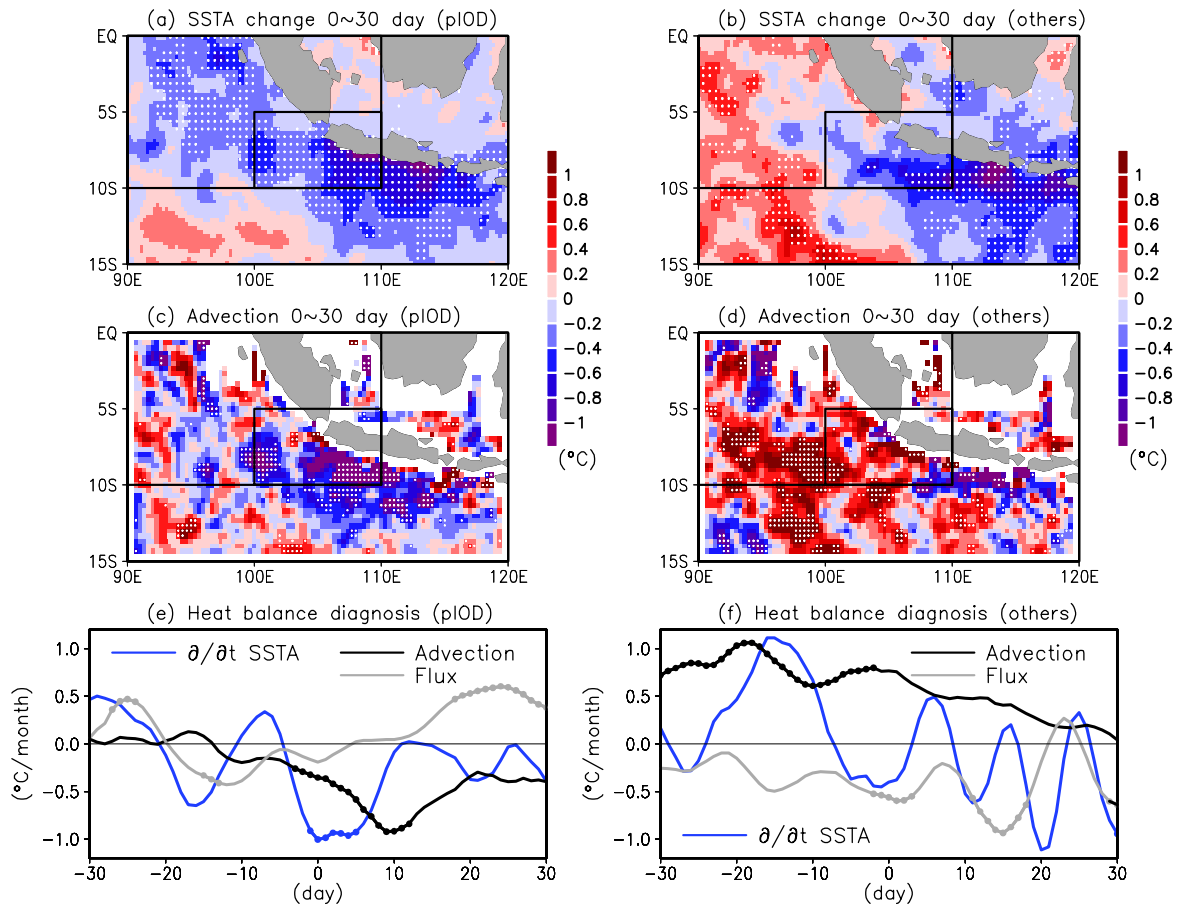 (a) SSTA change 0~30 day (pIOD)
EQ
5S
10S
15S
90E 100E 110E 120E
(b) SSTA change 0~30 day (others)
EQ
5S
10S
15S
90E 100E 110E 120E
1
0.8
0.6
0.4
0.2
0
−0.2
−0.4
−0.6
−0.8
−1
(°C)
1
0.8
0.6
0.4
0.2
0
−0.2
−0.4
−0.6
−0.8
−1
(°C)
(c) Advection 0~30 day (pIOD)
EQ
5S
10S
15S
90E 100E 110E 120E
(d) Advection 0~30 day (others)
EQ
5S
10S
15S
90E 100E 110E 120E
(e) Heat balance diagnosis (pIOD)
∂/∂t SSTA
Advection
Flux
(°C/month)
1.0
0.5
0.0
−0.5
−1.0
−30 −20 −10 0 10 20 30
(day)
(f) Heat balance diagnosis (others)
Advection
Flux
∂/∂t SSTA
(°C/month)
1.0
0.5
0.0
−0.5
−1.0
−30 −20 −10 0 10 20 30
(day)